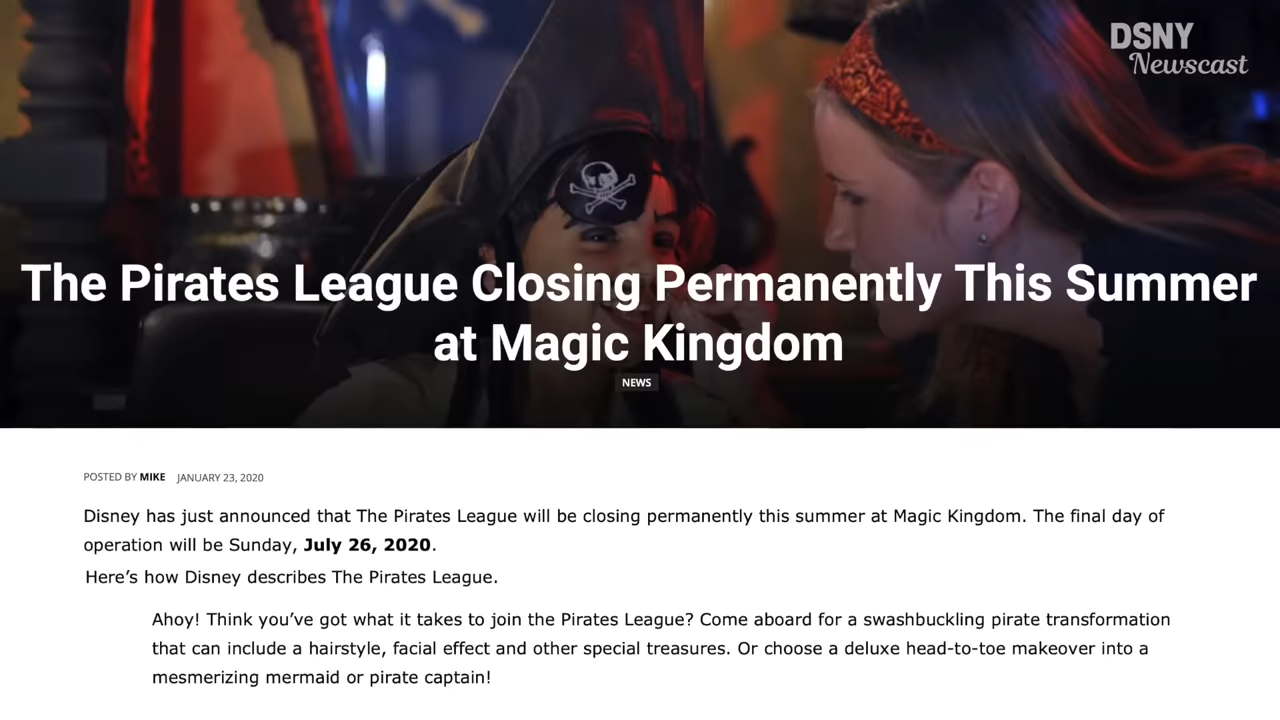 DSNY
Newscast
The Pirates League Closing Permanently This Summer
at Magic Kingdom
NEWS
POSTED BY MIKE JANUARY 23, 2020
Disney has just announced that The Pirates League will be closing permanently this summer at Magic Kingdom. The final day of
operation will be Sunday, July 26, 2020.
Here’s how Disney describes The Pirates League.
Ahoy! Think you’ve got what it takes to join the Pirates League? Come aboard for a swashbuckling pirate transformation
that can include a hairstyle, facial effect and other special treasures. Or choose a deluxe head-to-toe makeover into a
mesmerizing mermaid or pirate captain!